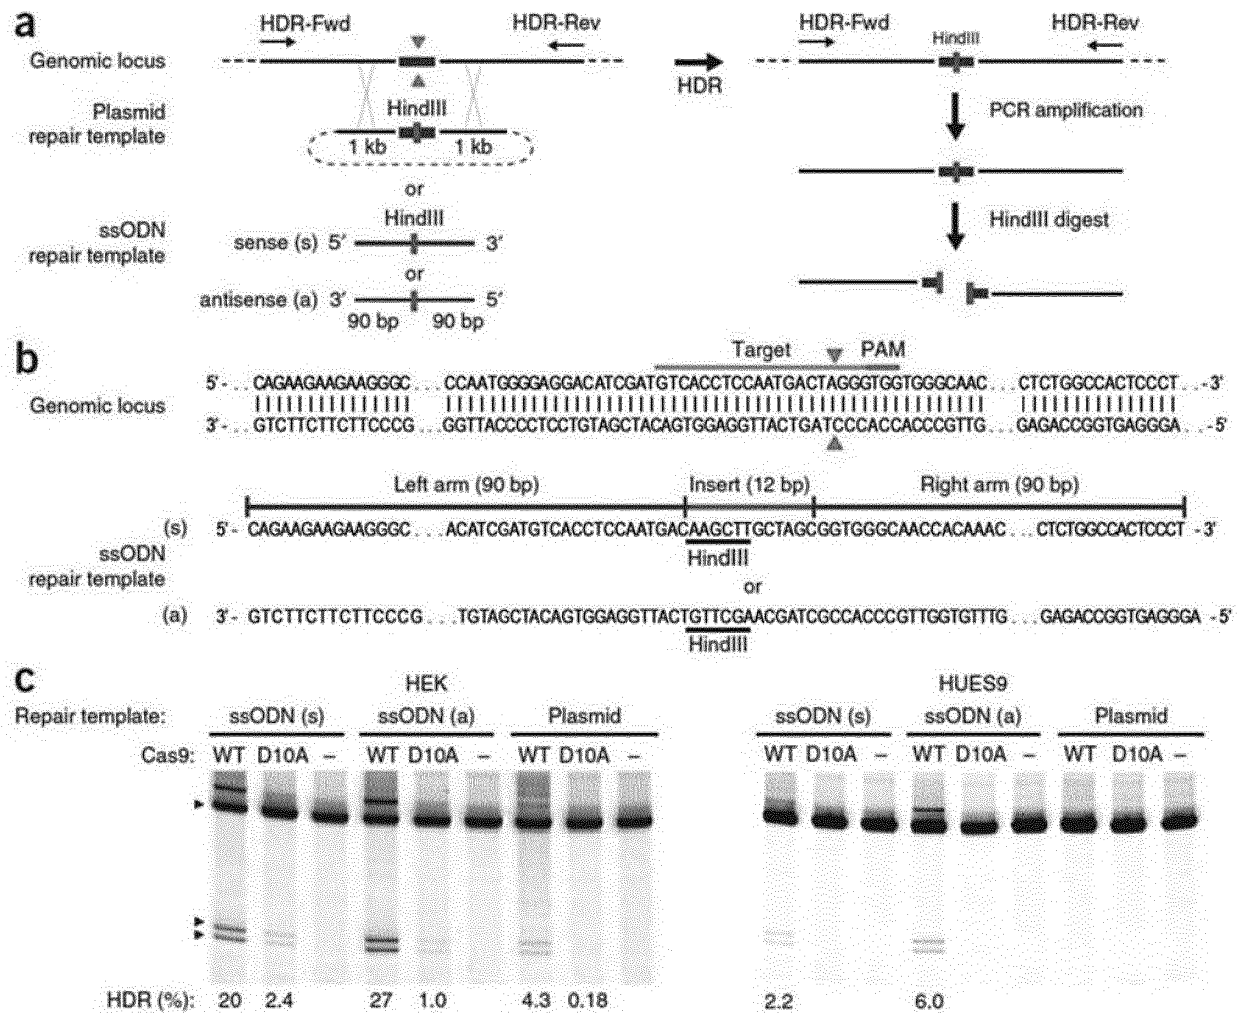 a
HDR-Fwd HDR-Rev HDR-Fwd HDR-Rev
Genomic locus HindIII
HDR
Plasmid repair template HindIII PCR amplification
1 kb 1 kb
or
HindIII HindIII digest
ssODN repair template sense (s) 5′ 3′
or
antisense (a) 3′ 5′
90 bp 90 bp
b
Target PAM
5'-.. CAGAAGAAGAAGGGC ... CCAATGGGGAGGACATCGATGTCACCTCCAATGACTAGGGTGGTGGGCAAC ... CTCTGGCCACTCCCT ..-3'
Genomic locus
3'-.. GTCTTCTTCTTCCCG ... GGTTACCCCTCCTGTAGCTACAGTGGAGGTTACTGATCCCACCACCCGTTG ... GAGACCGGTGAGGGA ..-5'
Left arm (90 bp) Insert (12 bp) Right arm (90 bp)
(s) 5'- CAGAAGAAGAAGGGC ... ACATCGATGTCACCTCCAATGACAAGCTTGCTAGCGGTGGGCAACCACAAAC ... CTCTGGCCACTCCCT -3'
HindIII
ssODN repair template
or
(a) 3'- GTCTTCTTCTTCCCG ... TGTAGCTACAGTGGAGGTTACTGTTCGAACGATCGCCACCCGTTGGTGTTTG ... GAGACCGGTGAGGGA -5'
HindIII
c
HEK HUES9
Repair template: ssODN (s) ssODN (a) Plasmid ssODN (s) ssODN (a) Plasmid
Cas9: WT D10A – WT D10A – WT D10A – WT D10A – WT D10A – WT D10A –
HDR (%): 20 2.4 27 1.0 4.3 0.18 2.2 6.0